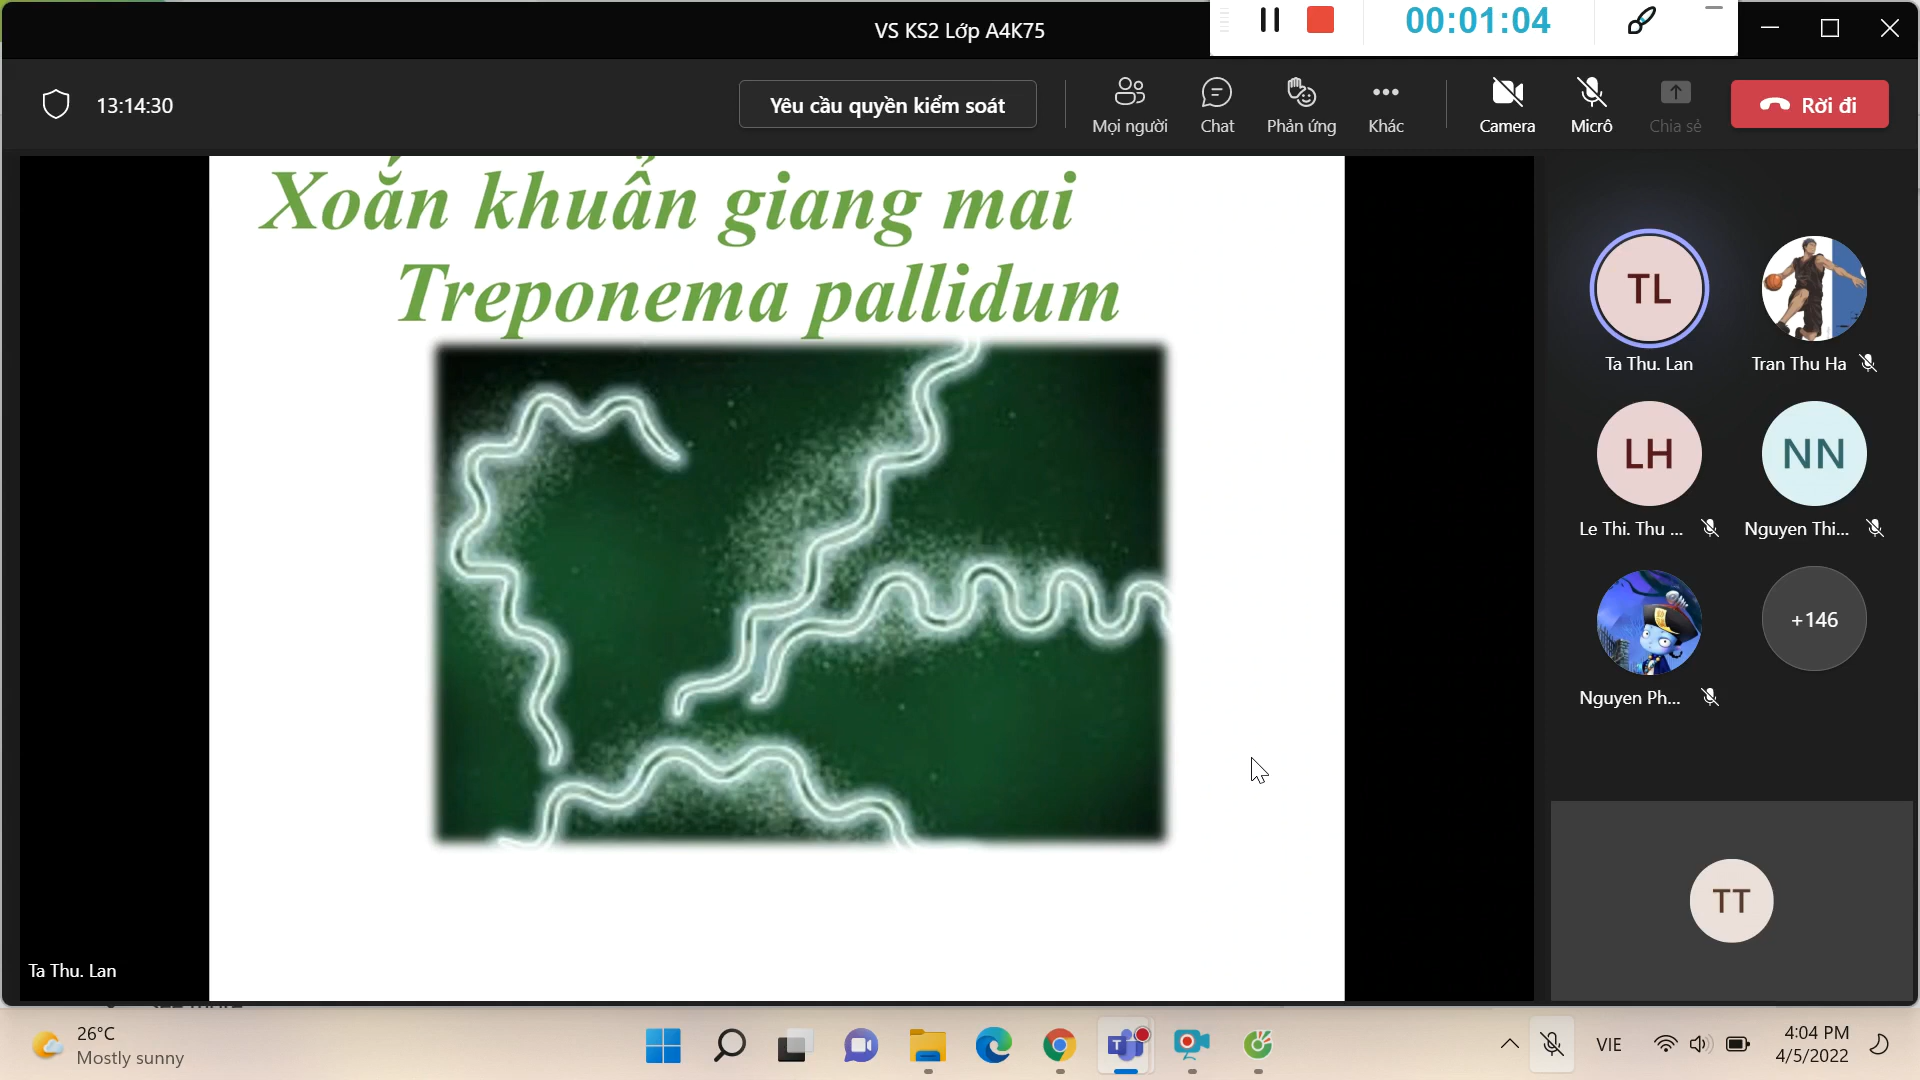 VS KS2 Lớp A4K75
00:01:04
13:14:30
Yêu cầu quyền kiểm soát
Mọi người
Chat
Phản ứng
Khác
Camera
Micrô
Chia sẻ
Rời đi
Xoắn khuẩn giang mai
Treponema pallidum
TL
Ta Thu. Lan
Tran Thu Ha
LH
Le Thi. Thu ...
NN
Nguyen Thi...
Nguyen Ph...
+146
TT
Ta Thu. Lan
26°C
Mostly sunny
VIE
4:04 PM
4/5/2022